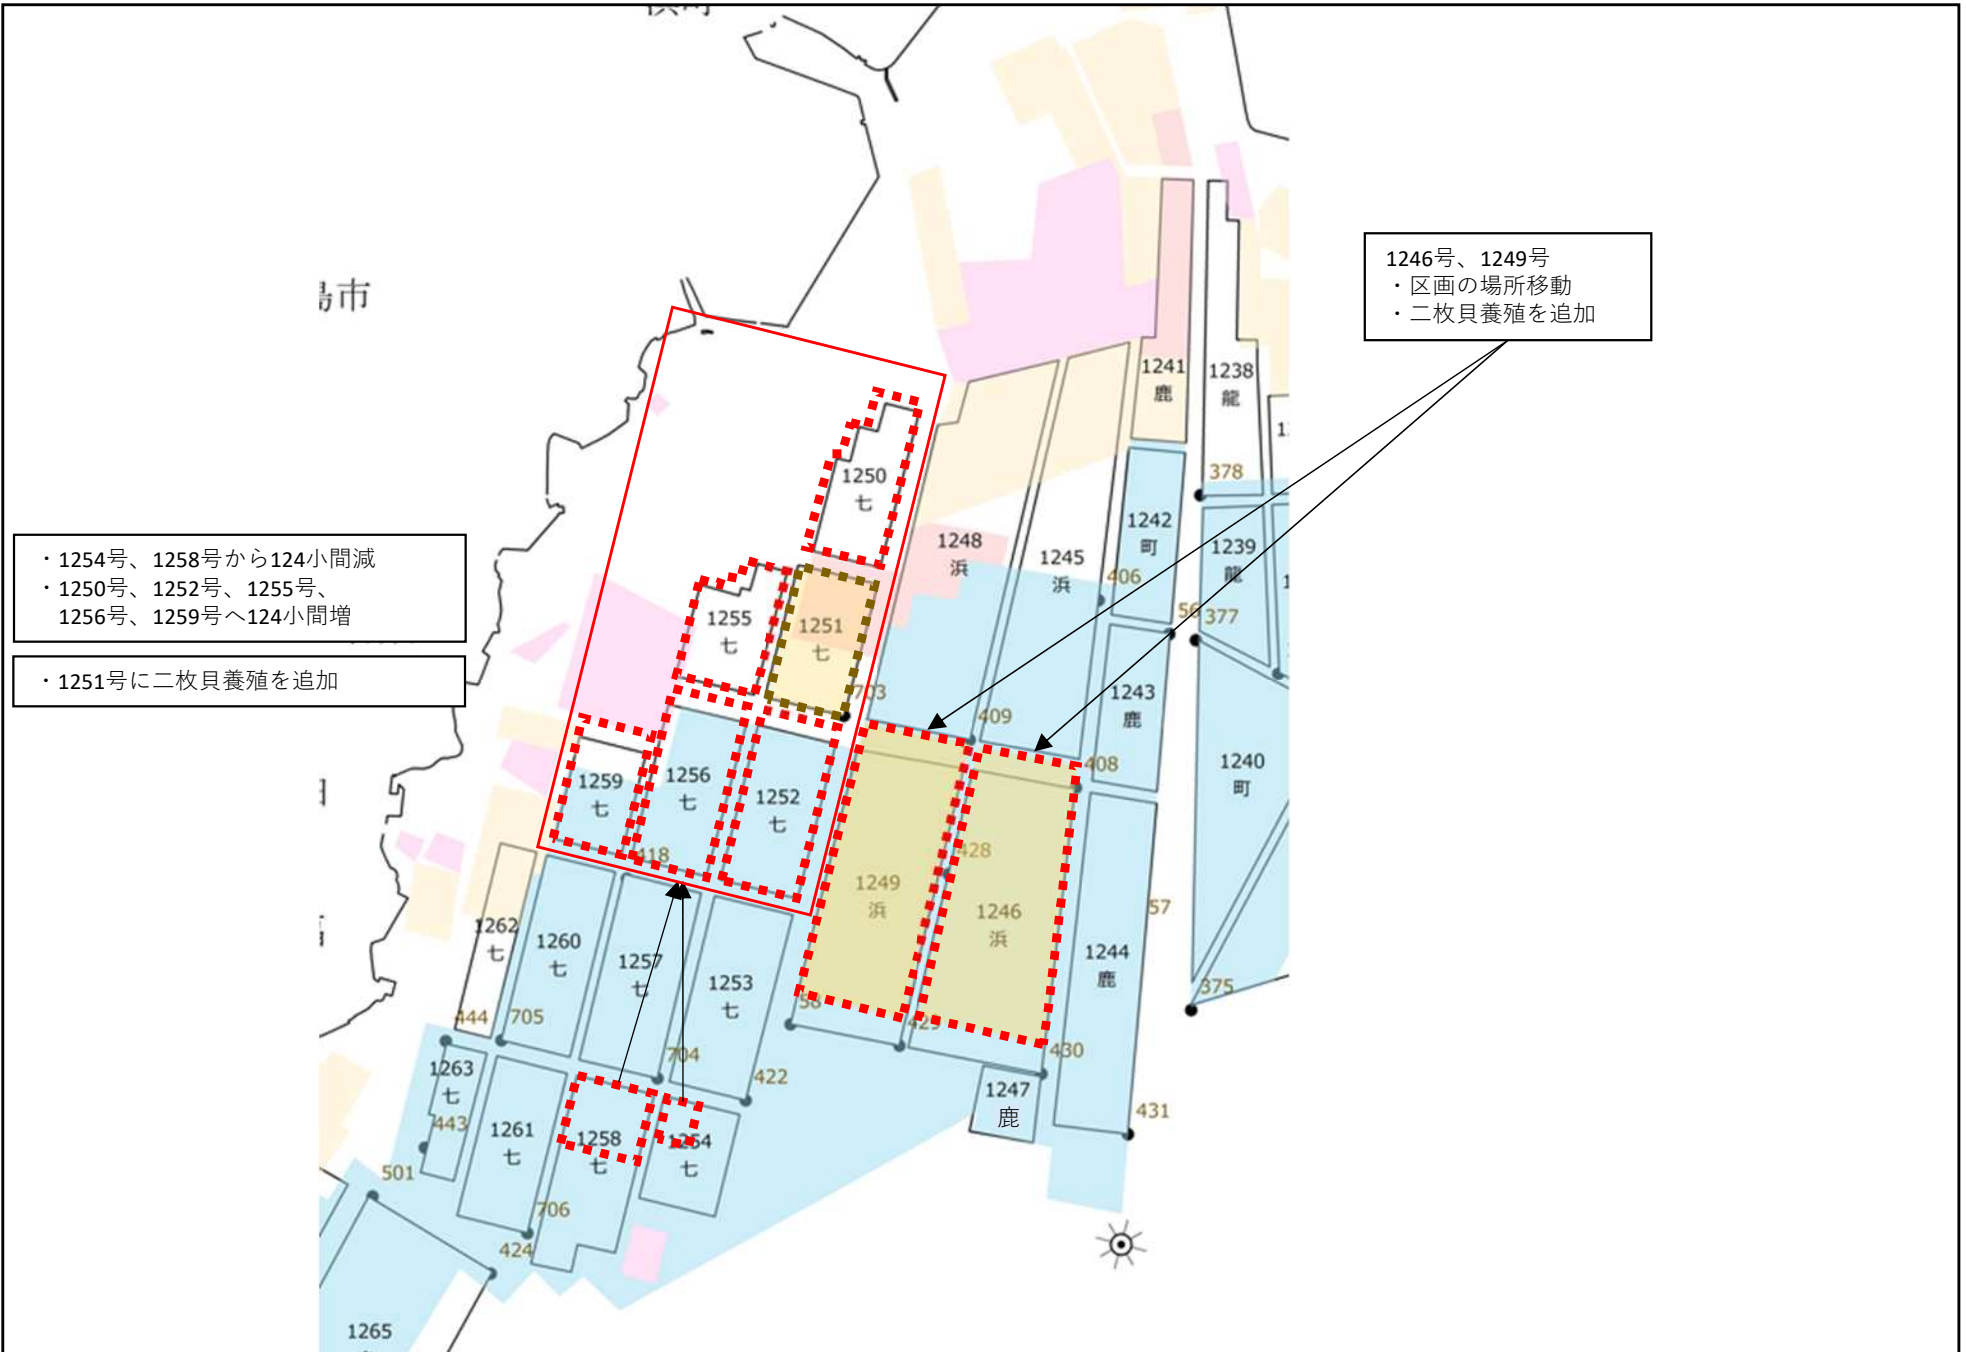 島市
1246号、1249号
・区画の場所移動
・二枚貝養殖を追加
・1254号、1258号から124小間減
・1250号、1252号、1255号、
1256号、1259号へ124小間増
・1251号に二枚貝養殖を追加
1241
鹿
1238
龍
378
1250
七
1242
町
1248
浜
1245
浜
1239
龍
406
56
377
1255
七
1251
七
703
1243
鹿
409
408
1240
町
1259
七
1256
七
1252
七
418
428
1249
浜
1246
浜
57
1244
鹿
1262
七
1260
七
1257
七
1253
七
375
58
429
430
444
705
704
422
1263
七
443
1261
七
1258
七
1254
七
1247
鹿
431
501
706
424
1265